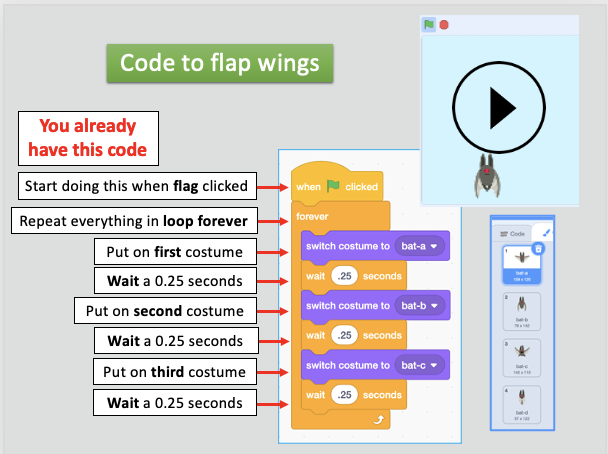 Code to flap wings
You already
have this code
Start doing this when flag clicked
Repeat everything in loop forever
Put on first costume
Wait a 0.25 seconds
Put on second costume
Wait a 0.25 seconds
Put on third costume
Wait a 0.25 seconds
when clicked
forever
switch costume to bat-a
wait .25 seconds
switch costume to bat-b
wait .25 seconds
switch costume to bat-c
wait .25 seconds
Code
1
bat-a
2
bat-b
3
bat-c
4
bat-d